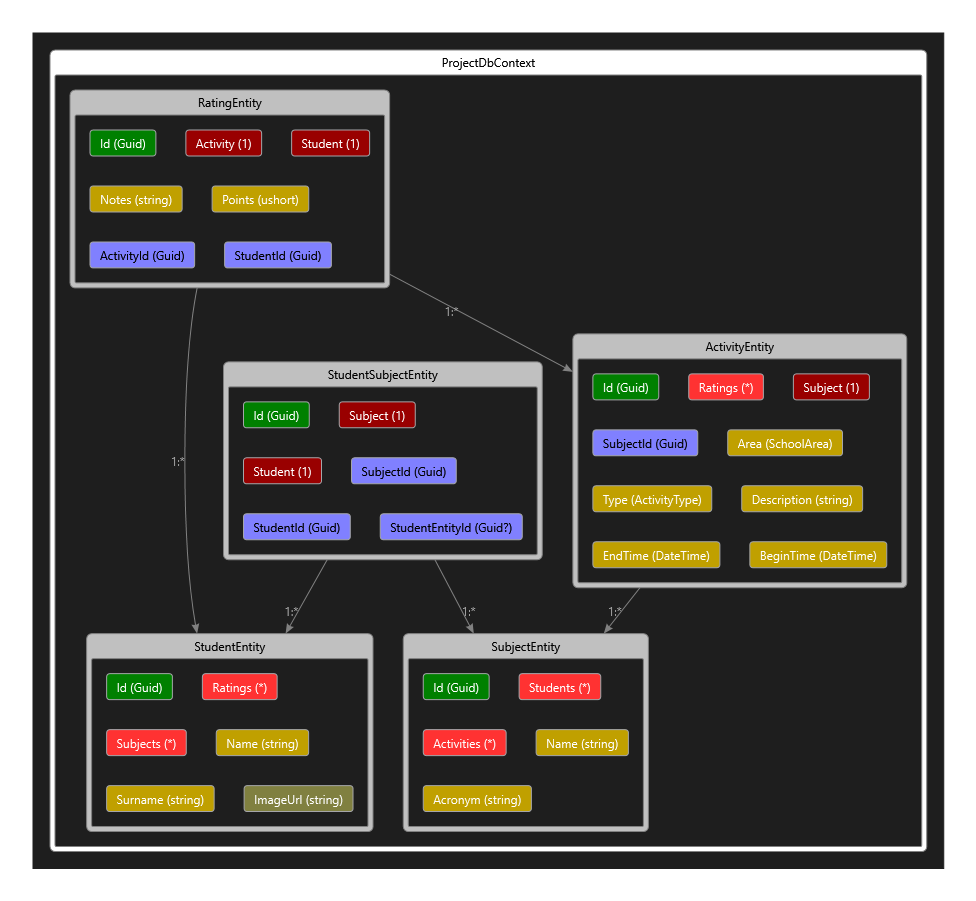 ProjectDbContext
RatingEntity
Id (Guid) Activity (1) Student (1)
Notes (string) Points (ushort)
ActivityId (Guid) StudentId (Guid)
1:*
ActivityEntity
Id (Guid) Ratings (*) Subject (1)
SubjectId (Guid) Area (SchoolArea)
Type (ActivityType) Description (string)
EndTime (DateTime) BeginTime (DateTime)
StudentSubjectEntity
Id (Guid) Subject (1)
Student (1) SubjectId (Guid)
StudentId (Guid) StudentEntityId (Guid?)
1:*
1:* 1:* 1:*
StudentEntity
Id (Guid) Ratings (*)
Subjects (*) Name (string)
Surname (string) ImageUrl (string)
SubjectEntity
Id (Guid) Students (*)
Activities (*) Name (string)
Acronym (string)